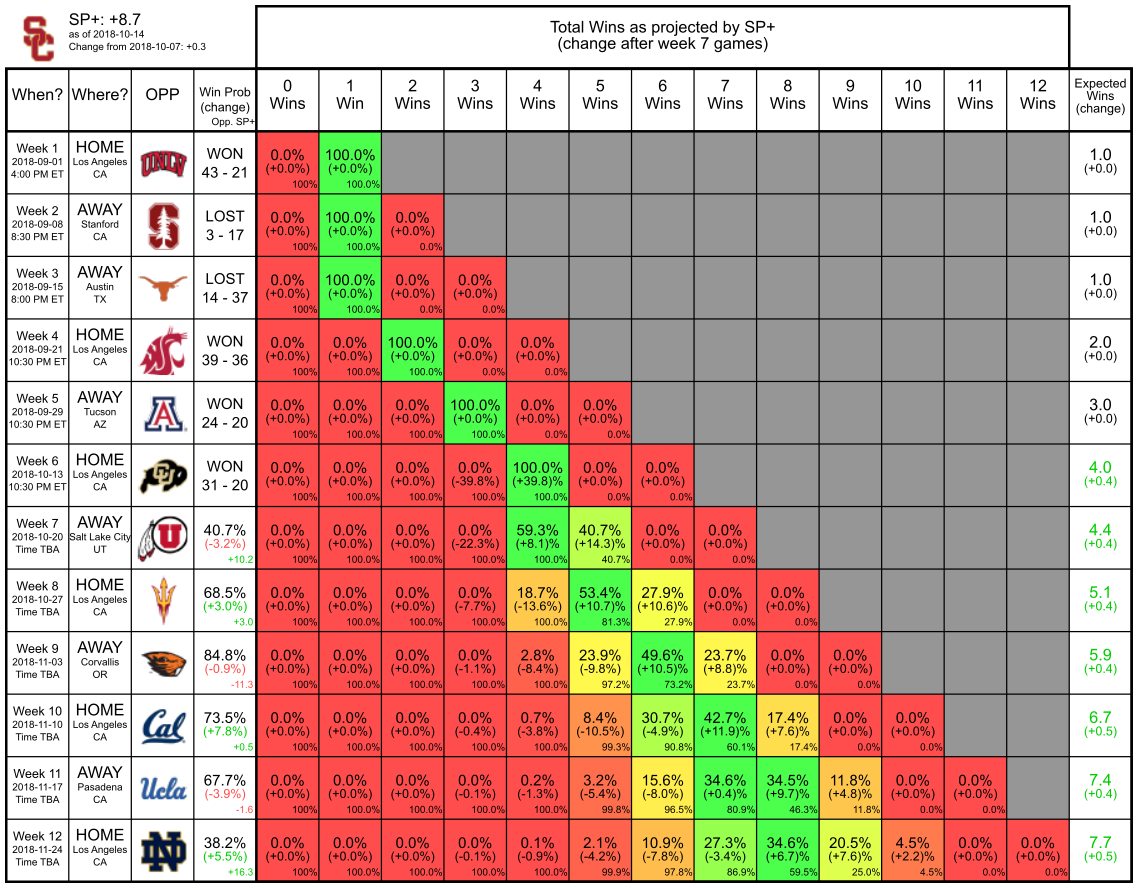 SC
SP+: +8.7
as of 2018-10-14
Change from 2018-10-07: +0.3
Total Wins as projected by SP+
(change after week 7 games)
When? Where? OPP Win Prob (change) Opp. SP+ 0 Wins 1 Win 2 Wins 3 Wins 4 Wins 5 Wins 6 Wins 7 Wins 8 Wins 9 Wins 10 Wins 11 Wins 12 Wins Expected Wins (change)
Week 1 HOME UNLV WON 0.0% 100.0% 1.0
2018-09-01 Los Angeles 43 - 21 (+0.0%) (+0.0%) (+0.0)
4:00 PM ET CA 100% 100.0%
Week 2 AWAY S LOST 0.0% 100.0% 0.0% 1.0
2018-09-08 Stanford 3 - 17 (+0.0%) (+0.0%) (+0.0%) (+0.0)
8:30 PM ET CA 100% 100.0% 0.0%
Week 3 AWAY LOST 0.0% 100.0% 0.0% 0.0% 1.0
2018-09-15 Austin 14 - 37 (+0.0%) (+0.0%) (+0.0%) (+0.0%) (+0.0)
8:00 PM ET TX 100% 100.0% 0.0% 0.0%
Week 4 HOME WON 0.0% 0.0% 100.0% 0.0% 0.0% 2.0
2018-09-21 Los Angeles 39 - 36 (+0.0%) (+0.0%) (+0.0%) (+0.0%) (+0.0%) (+0.0)
10:30 PM ET CA 100% 100.0% 100.0% 0.0% 0.0%
Week 5 AWAY A WON 0.0% 0.0% 0.0% 100.0% 0.0% 0.0% 3.0
2018-09-29 Tucson 24 - 20 (+0.0%) (+0.0%) (+0.0%) (+0.0%) (+0.0%) (+0.0%) (+0.0)
10:30 PM ET AZ 100% 100.0% 100.0% 100.0% 0.0% 0.0%
Week 6 HOME CU WON 0.0% 0.0% 0.0% 0.0% 100.0% 0.0% 0.0% 4.0
2018-10-13 Los Angeles 31 - 20 (+0.0%) (+0.0%) (+0.0%) (-39.8%) (+39.8)% (+0.0%) (+0.0%) (+0.4)
10:30 PM ET CA 100% 100.0% 100.0% 100.0% 100.0% 0.0% 0.0%
Week 7 AWAY U 40.7% 0.0% 0.0% 0.0% 0.0% 59.3% 40.7% 0.0% 0.0% 4.4
2018-10-20 Salt Lake City (-3.2%) (+0.0%) (+0.0%) (+0.0%) (-22.3%) (+8.1)% (+14.3)% (+0.0%) (+0.0%) (+0.4)
Time TBA UT +10.2 100% 100.0% 100.0% 100.0% 100.0% 40.7% 0.0% 0.0%
Week 8 HOME 68.5% 0.0% 0.0% 0.0% 0.0% 18.7% 53.4% 27.9% 0.0% 0.0% 5.1
2018-10-27 Los Angeles (+3.0%) (+0.0%) (+0.0%) (+0.0%) (-7.7%) (-13.6%) (+10.7)% (+10.6)% (+0.0%) (+0.0%) (+0.4)
Time TBA CA +3.0 100% 100.0% 100.0% 100.0% 100.0% 81.3% 27.9% 0.0% 0.0%
Week 9 AWAY 84.8% 0.0% 0.0% 0.0% 0.0% 2.8% 23.9% 49.6% 23.7% 0.0% 0.0% 5.9
2018-11-03 Corvallis (-0.9%) (+0.0%) (+0.0%) (+0.0%) (-1.1%) (-8.4%) (-9.8%) (+10.5)% (+8.8)% (+0.0%) (+0.0%) (+0.4)
Time TBA OR -11.3 100% 100.0% 100.0% 100.0% 100.0% 97.2% 73.2% 23.7% 0.0% 0.0%
Week 10 HOME Cal 73.5% 0.0% 0.0% 0.0% 0.0% 0.7% 8.4% 30.7% 42.7% 17.4% 0.0% 0.0% 6.7
2018-11-10 Los Angeles (+7.8%) (+0.0%) (+0.0%) (+0.0%) (-0.4%) (-3.8%) (-10.5%) (-4.9%) (+11.9)% (+7.6)% (+0.0%) (+0.0%) (+0.5)
Time TBA CA +0.5 100% 100.0% 100.0% 100.0% 100.0% 99.3% 90.8% 60.1% 17.4% 0.0% 0.0%
Week 11 AWAY Ucla 67.7% 0.0% 0.0% 0.0% 0.0% 0.2% 3.2% 15.6% 34.6% 34.5% 11.8% 0.0% 0.0% 7.4
2018-11-17 Pasadena (-3.9%) (+0.0%) (+0.0%) (+0.0%) (-0.1%) (-1.3%) (-5.4%) (-8.0%) (+0.4)% (+9.7)% (+4.8)% (+0.0%) (+0.0%) (+0.4)
Time TBA CA -1.6 100% 100.0% 100.0% 100.0% 100.0% 99.8% 96.5% 80.9% 46.3% 11.8% 0.0% 0.0%
Week 12 HOME ND 38.2% 0.0% 0.0% 0.0% 0.0% 0.1% 2.1% 10.9% 27.3% 34.6% 20.5% 4.5% 0.0% 0.0% 7.7
2018-11-24 Los Angeles (+5.5%) (+0.0%) (+0.0%) (+0.0%) (-0.1%) (-0.9%) (-4.2%) (-7.8%) (-3.4%) (+6.7)% (+7.6)% (+2.2)% (+0.0%) (+0.0%) (+0.5)
Time TBA CA +16.3 100% 100.0% 100.0% 100.0% 100.0% 99.9% 97.8% 86.9% 59.5% 25.0% 4.5% 0.0% 0.0%